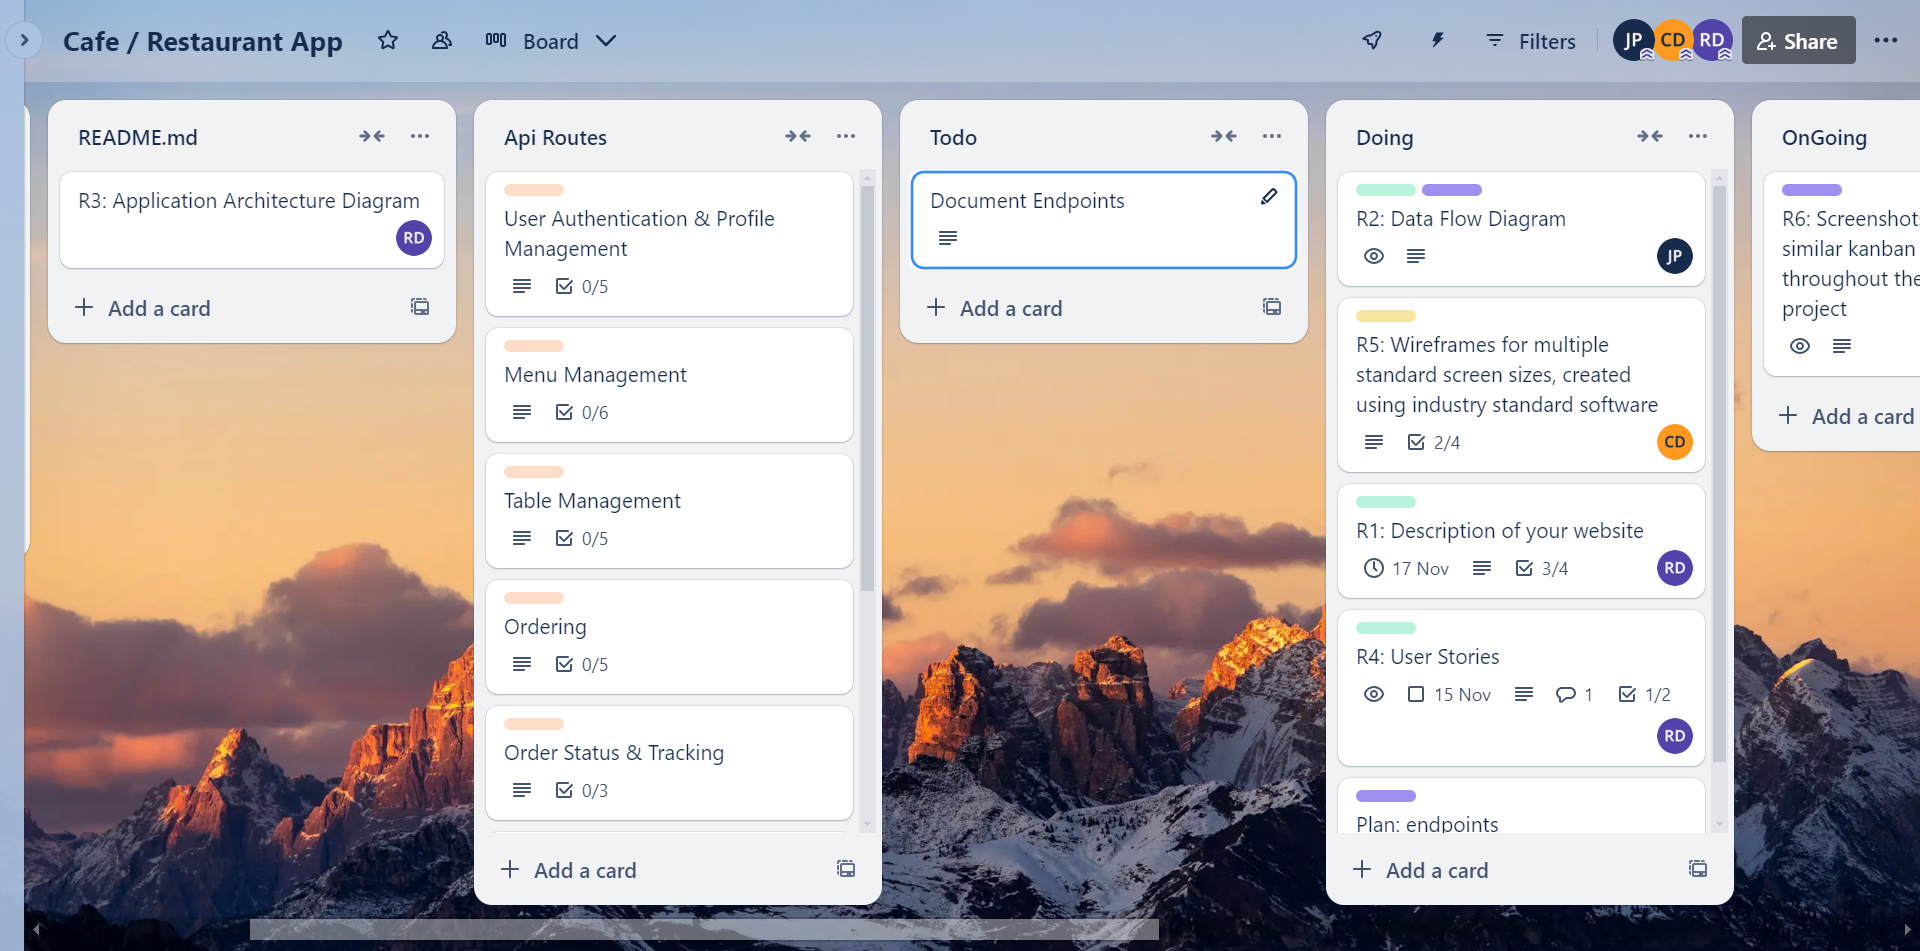 Cafe / Restaurant App
Board
Filters
JP
CD
RD
Share
README.md
R3: Application Architecture Diagram
RD
Add a card
Api Routes
User Authentication & Profile
Management
0/5
Menu Management
0/6
Table Management
0/5
Ordering
0/5
Order Status & Tracking
0/3
Add a card
Todo
Document Endpoints
Add a card
Doing
R2: Data Flow Diagram
JP
R5: Wireframes for multiple
standard screen sizes, created
using industry standard software
2/4
CD
R1: Description of your website
17 Nov
3/4
RD
R4: User Stories
15 Nov
1
1/2
RD
Plan: endpoints
Add a card
OnGoing
R6: Screenshots
similar kanban
throughout the
project
Add a card